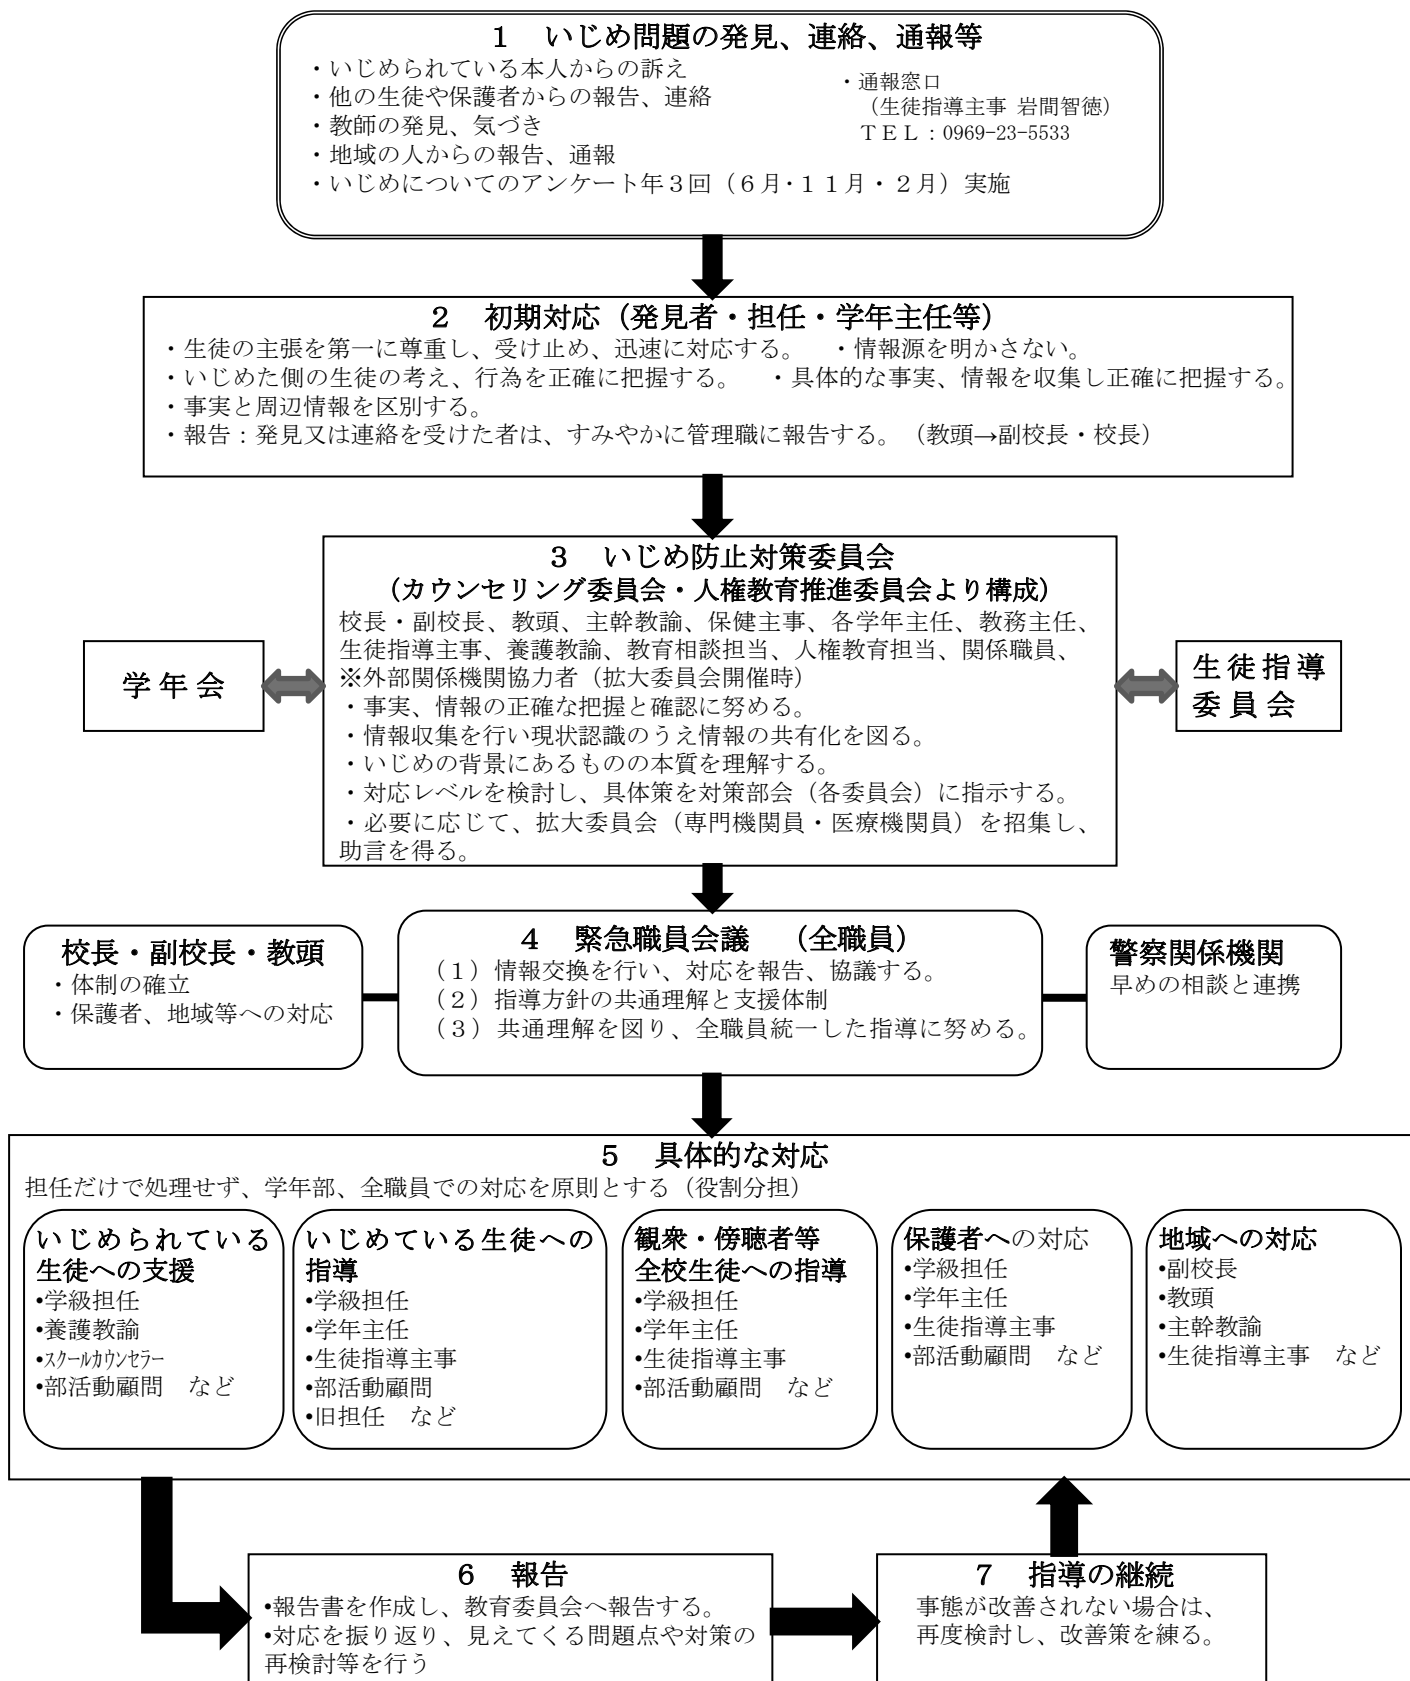 １　いじめ問題の発見、連絡、通報等
・いじめられている本人からの訴え
・他の生徒や保護者からの報告、連絡
・教師の発見、気づき
・地域の人からの報告、通報
・いじめについてのアンケート年３回（６月・１１月・２月）実施
・通報窓口
（生徒指導主事 岩間智徳）
ＴＥＬ：0969-23-5533
２　初期対応（発見者・担任・学年主任等）
・生徒の主張を第一に尊重し、受け止め、迅速に対応する。　・情報源を明かさない。
・いじめた側の生徒の考え、行為を正確に把握する。　・具体的な事実、情報を収集し正確に把握する。
・事実と周辺情報を区別する。
・報告：発見又は連絡を受けた者は、すみやかに管理職に報告する。（教頭→副校長・校長）
３　いじめ防止対策委員会
（カウンセリング委員会・人権教育推進委員会より構成）
校長・副校長、教頭、主幹教諭、保健主事、各学年主任、教務主任、
生徒指導主事、養護教諭、教育相談担当、人権教育担当、関係職員、
※外部関係機関協力者（拡大委員会開催時）
・事実、情報の正確な把握と確認に努める。
・情報収集を行い現状認識のうえ情報の共有化を図る。
・いじめの背景にあるものの本質を理解する。
・対応レベルを検討し、具体策を対策部会（各委員会）に指示する。
・必要に応じて、拡大委員会（専門機関員・医療機関員）を招集し、
助言を得る。
学年会
生徒指導
委員会
校長・副校長・教頭
・体制の確立
・保護者、地域等への対応
４　緊急職員会議　（全職員）
（１）情報交換を行い、対応を報告、協議する。
（２）指導方針の共通理解と支援体制
（３）共通理解を図り、全職員統一した指導に努める。
警察関係機関
早めの相談と連携
５　具体的な対応
担任だけで処理せず、学年部、全職員での対応を原則とする（役割分担）
いじめられている
生徒への支援
•学級担任
•養護教諭
•ｽｸｰﾙｶｳﾝｾﾗｰ
•部活動顧問　など
いじめている生徒への
指導
•学級担任
•学年主任
•生徒指導主事
•部活動顧問
•旧担任　など
観衆・傍聴者等
全校生徒への指導
•学級担任
•学年主任
•生徒指導主事
•部活動顧問　など
保護者への対応
•学級担任
•学年主任
•生徒指導主事
•部活動顧問　など
地域への対応
•副校長
•教頭
•主幹教諭
•生徒指導主事　など
６　報告
•報告書を作成し、教育委員会へ報告する。
•対応を振り返り、見えてくる問題点や対策の
再検討等を行う
７　指導の継続
事態が改善されない場合は、
再度検討し、改善策を練る。